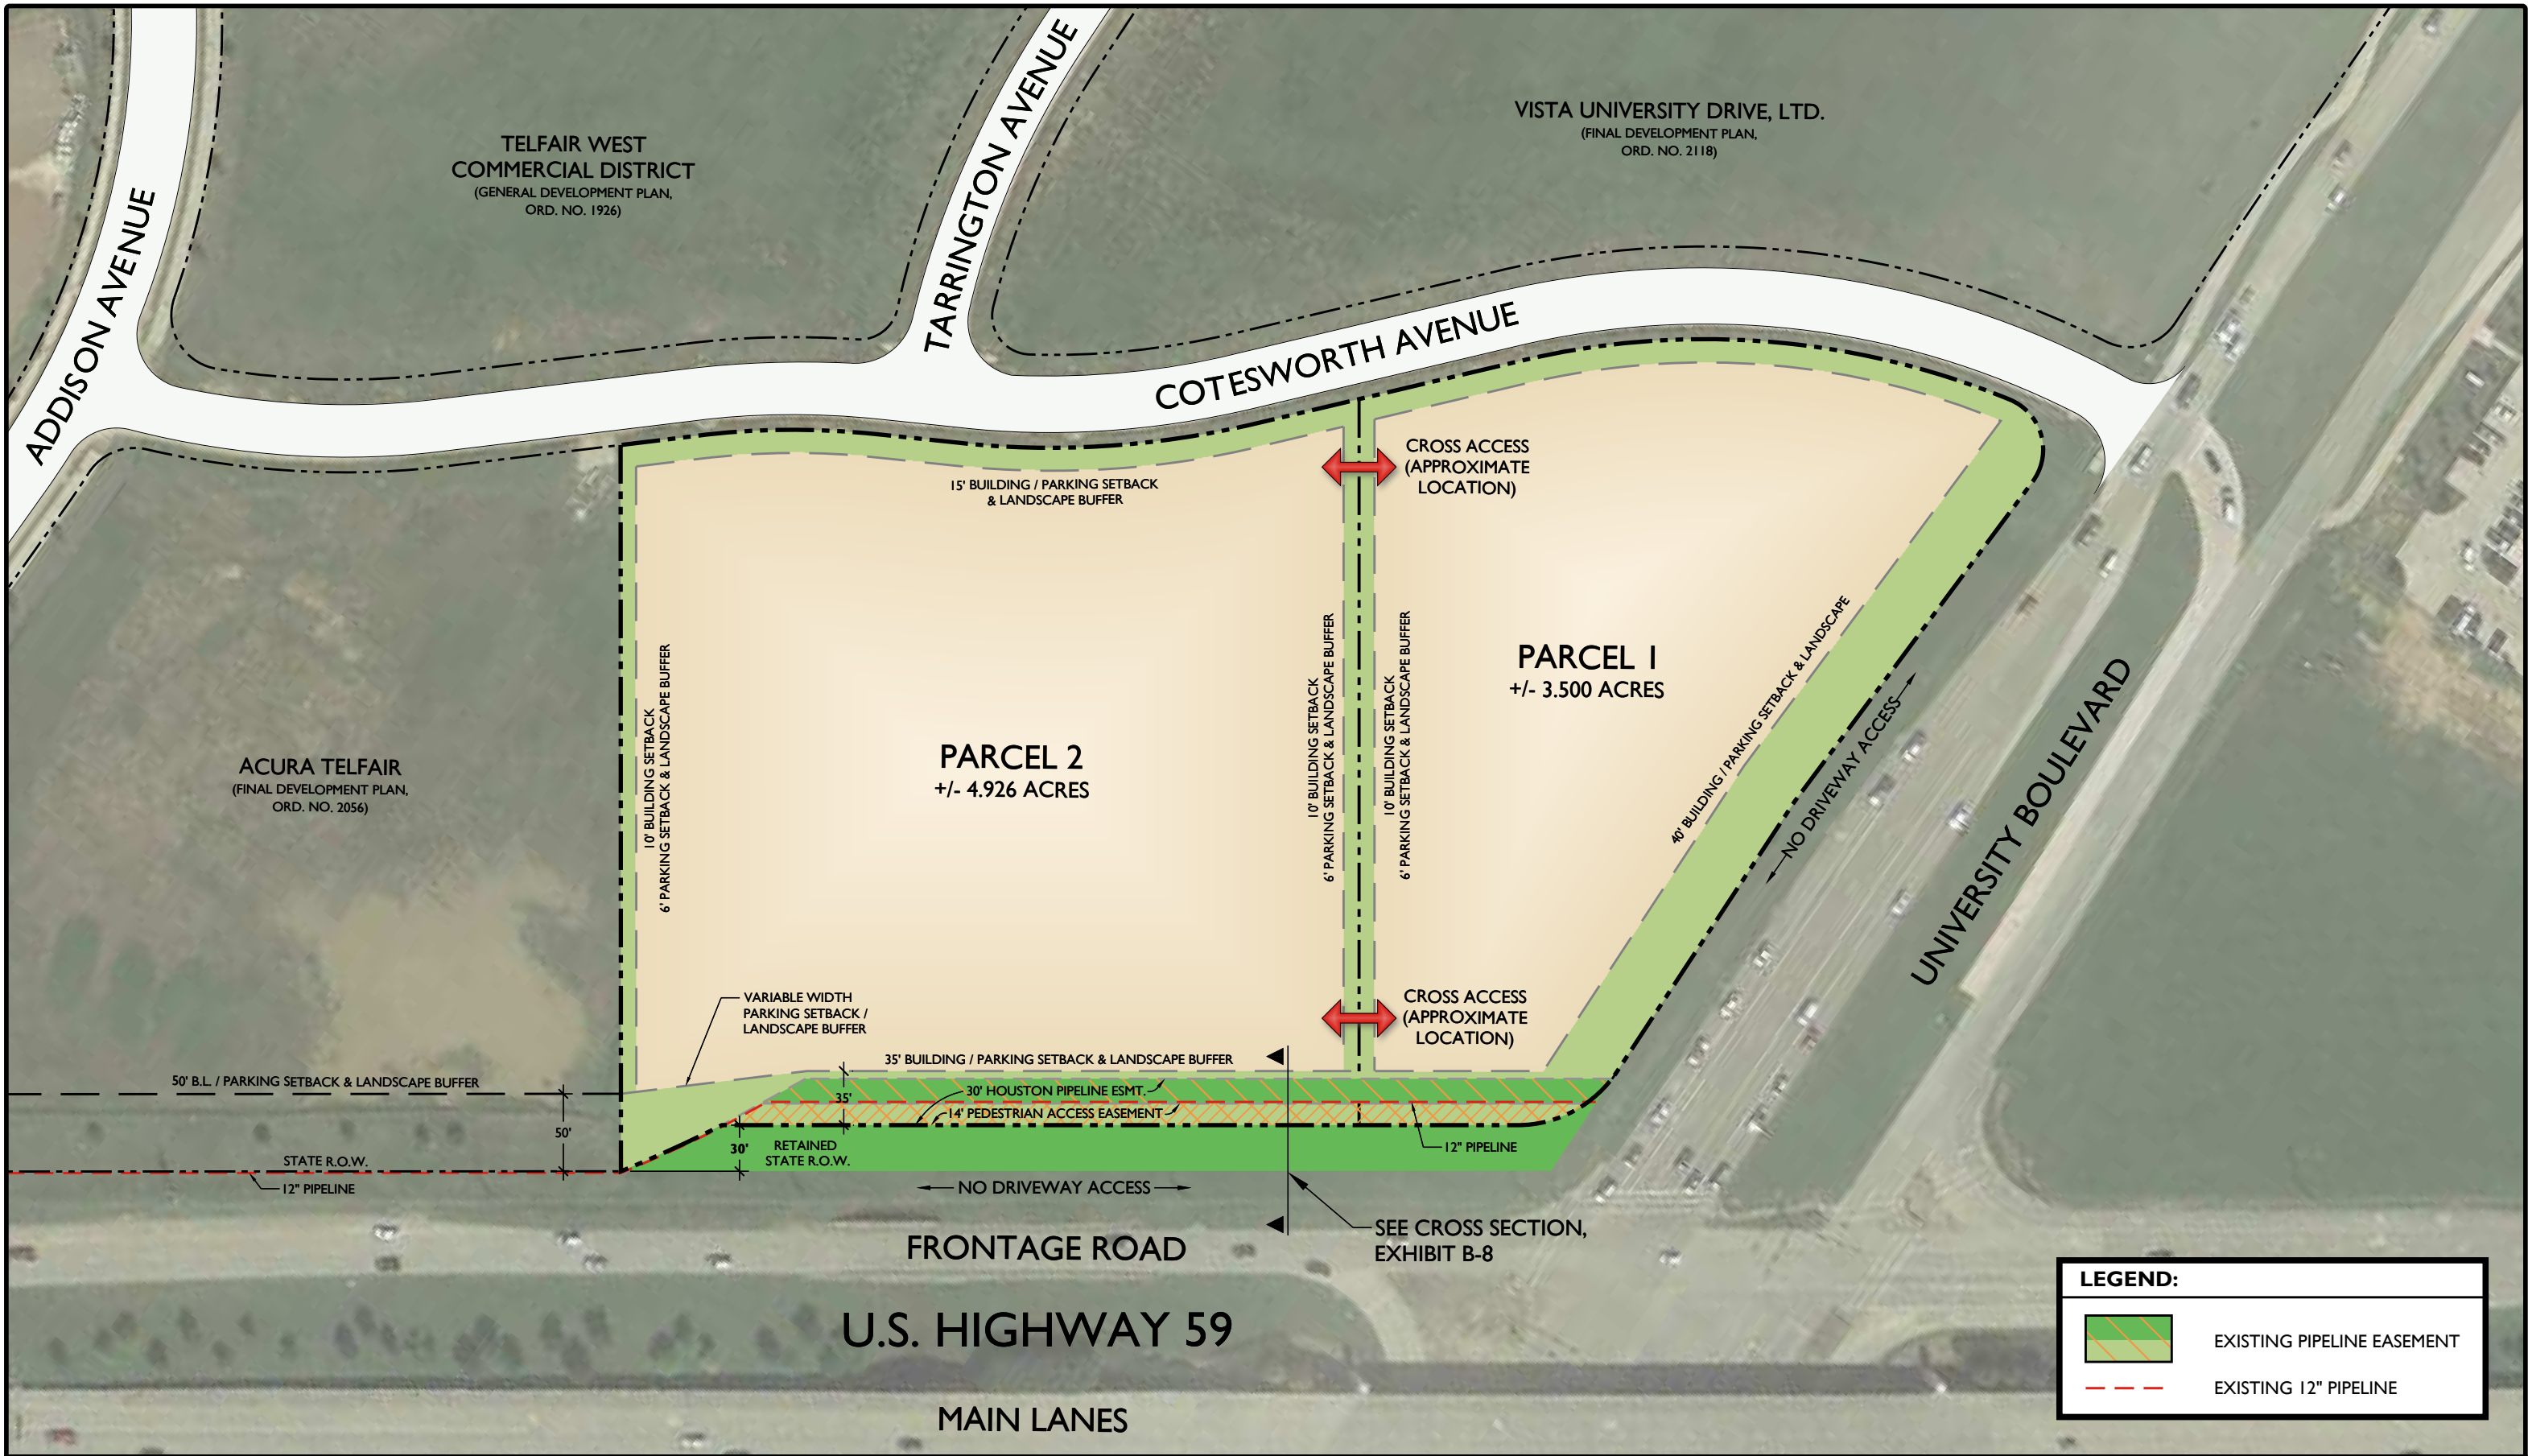 TELFAIR WEST
COMMERCIAL DISTRICT
(GENERAL DEVELOPMENT PLAN,
ORD. NO. 1926)
VISTA UNIVERSITY DRIVE, LTD.
(FINAL DEVELOPMENT PLAN,
ORD. NO. 2118)
ADDISON AVENUE
TARRINGTON AVENUE
COTESWORTH AVENUE
CROSS ACCESS
(APPROXIMATE
LOCATION)
15' BUILDING / PARKING SETBACK
& LANDSCAPE BUFFER
PARCEL 1
+/- 3.500 ACRES
PARCEL 2
+/- 4.926 ACRES
ACURA TELFAIR
(FINAL DEVELOPMENT PLAN,
ORD. NO. 2056)
10' BUILDING SETBACK
6' PARKING SETBACK & LANDSCAPE BUFFER
10' BUILDING SETBACK
6' PARKING SETBACK & LANDSCAPE BUFFER
10' BUILDING SETBACK
6' PARKING SETBACK & LANDSCAPE BUFFER
40' BUILDING / PARKING SETBACK & LANDSCAPE
NO DRIVEWAY ACCESS
UNIVERSITY BOULEVARD
VARIABLE WIDTH
PARKING SETBACK /
LANDSCAPE BUFFER
CROSS ACCESS
(APPROXIMATE
LOCATION)
35' BUILDING / PARKING SETBACK & LANDSCAPE BUFFER
50' B.L. / PARKING SETBACK & LANDSCAPE BUFFER
30' HOUSTON PIPELINE ESMT.
35'
14' PEDESTRIAN ACCESS EASEMENT
50'
30'
RETAINED
STATE R.O.W.
12" PIPELINE
STATE R.O.W.
12" PIPELINE
NO DRIVEWAY ACCESS
SEE CROSS SECTION,
EXHIBIT B-8
FRONTAGE ROAD
U.S. HIGHWAY 59
MAIN LANES
LEGEND:
EXISTING PIPELINE EASEMENT
EXISTING 12" PIPELINE